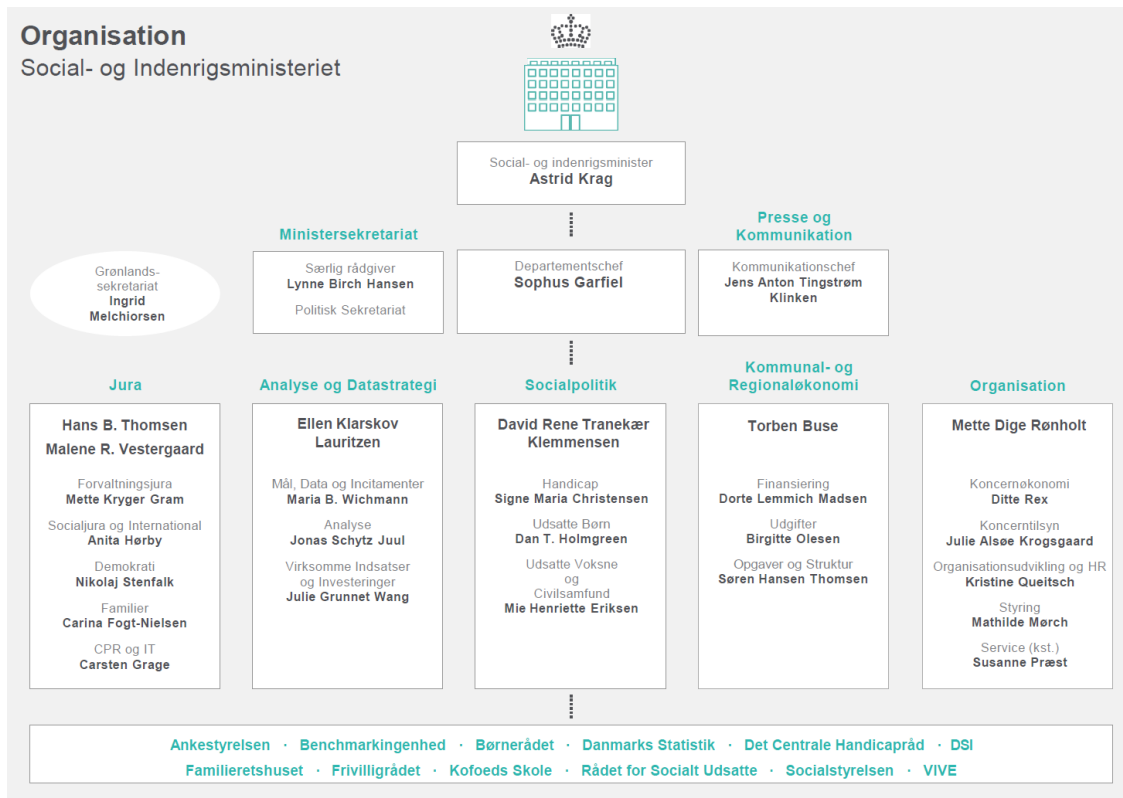 Organisation
Social- og Indenrigsministeriet
Social- og indenrigsminister
Astrid Krag
Grønlands-
sekretariat
Ingrid
Melchiorsen
Ministersekretariat
Særlig rådgiver
Lynne Birch Hansen
Politisk Sekretariat
Departementschef
Sophus Garfiel
Presse og
Kommunikation
Kommunikationschef
Jens Anton Tingstrøm
Klinken
Jura
Hans B. Thomsen
Malene R. Vestergaard
Forvaltningsjura
Mette Kryger Gram
Socialjura og International
Anita Hørby
Demokrati
Nikolaj Stenfalk
Familier
Carina Fogt-Nielsen
CPR og IT
Carsten Grage
Analyse og Datastrategi
Ellen Klarskov
Lauritzen
Mål, Data og Incitamenter
Maria B. Wichmann
Analyse
Jonas Schytz Juul
Virksomme Indsatser
og Investeringer
Julie Grunnet Wang
Socialpolitik
David Rene Tranekær
Klemmensen
Handicap
Signe Maria Christensen
Udsatte Børn
Dan T. Holmgreen
Udsatte Voksne
og
Civilsamfund
Mie Henriette Eriksen
Kommunal- og
Regionaløkonomi
Torben Buse
Finansiering
Dorte Lemmich Madsen
Udgifter
Birgitte Olesen
Opgaver og Struktur
Søren Hansen Thomsen
Organisation
Mette Dige Rønholt
Koncernøkonomi
Ditte Rex
Koncerntilsyn
Julie Alsøe Krogsgaard
Organisationsudvikling og HR
Kristine Queitsch
Styring
Mathilde Mørch
Service (kst.)
Susanne Præst
Ankestyrelsen · Benchmarkingenhed · Børnerådet · Danmarks Statistik · Det Centrale Handicapråd · DSI
Familieretshuset · Frivilligrådet · Kofoeds Skole · Rådet for Socialt Udsatte · Socialstyrelsen · VIVE